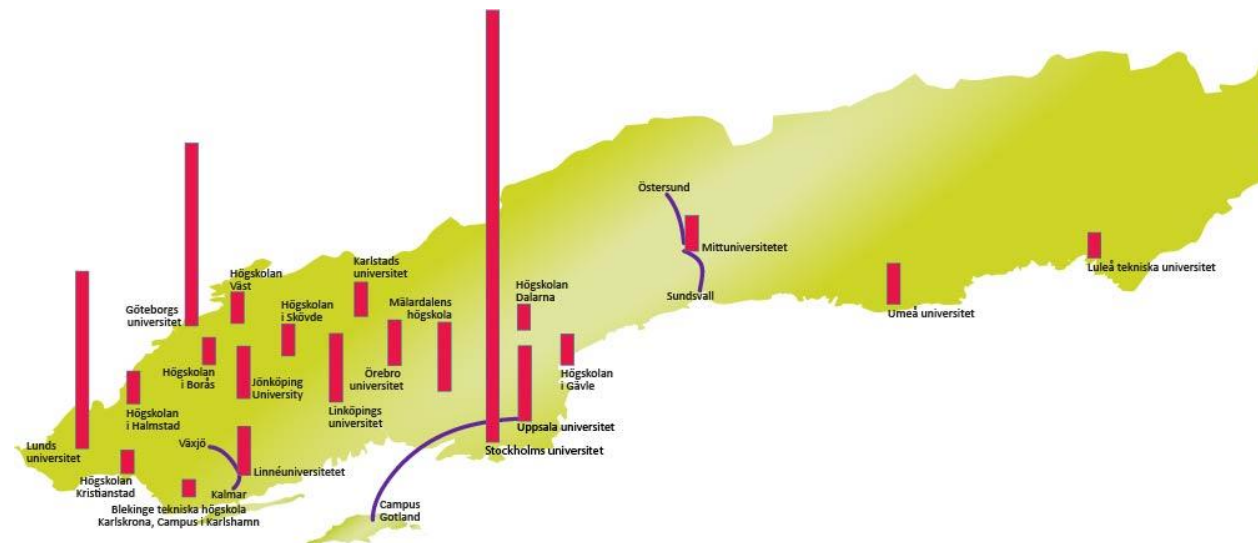 Östersund
Mittuniversitetet
Sundsvall
Luleå tekniska universitet
Umeå universitet
Karlstads
universitet
Högskolan
Väst
Göteborgs
universitet
Högskolan
i Skövde
Mälardalens
högskola
Högskolan
Dalarna
Högskolan
i Borås
Jönköping
University
Örebro
universitet
Högskolan
i Gävle
Högskolan
i Halmstad
Linköpings
universitet
Uppsala universitet
Stockholms universitet
Lunds
universitet
Växjö
Linnéuniversitetet
Kalmar
Högskolan
Kristianstad
Blekinge tekniska högskola
Karlskrona, Campus i Karlshamn
Campus
Gotland